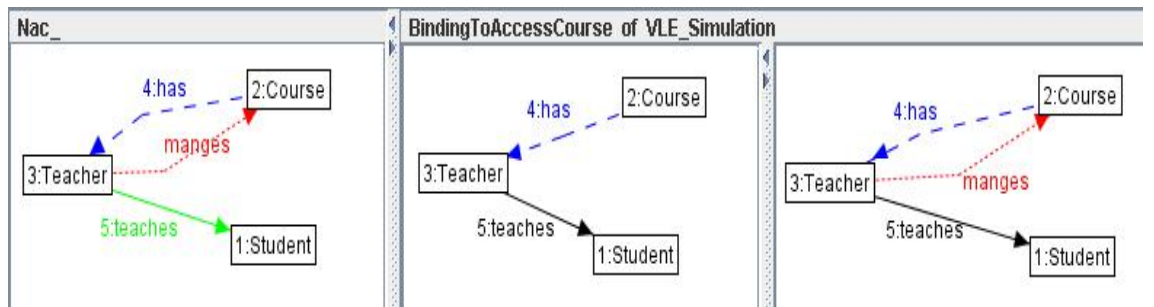 Nac_
BindingToAccessCourse of VLE_Simulation
4:has
2:Course
manges
3:Teacher
5:teaches
1:Student
4:has
2:Course
3:Teacher
5:teaches
1:Student
4:has
2:Course
3:Teacher
manges
5:teaches
1:Student